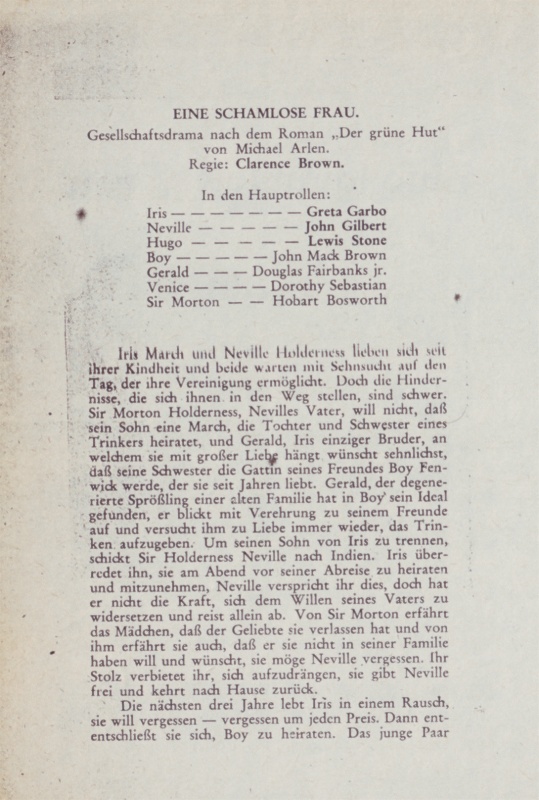 EINE SCHAMLOSE FRAU.
Gesellschaftsdrama nach dem Roman „Der grüne Hut“
von Michael Arlen.
Regie: Clarence Brown.
In den Hauptrollen:
Iris — — — — — — — Greta Garbo
Neville — — — — — — John Gilbert
Hugo — — — — — Lewis Stone
Boy — — — — — John Mack Brown
Gerald — — — Douglas Fairbanks jr.
Venice — — — — Dorothy Sebastian
Sir Morton — — Hobart Bosworth
Iris March und Neville Holderness lieben sich seit
ihrer Kindheit und beide warten mit Sehnsucht auf den
Tag, der ihre Vereinigung ermöglicht. Doch die Hinder-
nisse, die sich ihnen in den Weg stellen, sind schwer.
Sir Morton Holderness, Nevilles Vater, will nicht, daß
sein Sohn eine March, die Tochter und Schwester eines
Trinkers heiratet, und Gerald, Iris einziger Bruder, an
welchem sie mit großer Liebe hängt wünscht sehnlichst,
daß seine Schwester die Gattin seines Freundes Boy Fen-
wick werde, der sie seit Jahren liebt. Gerald, der degene-
rierte Sprößling einer alten Familie hat in Boy sein Ideal
gefunden, er blickt mit Verehrung zu seinem Freunde
auf und versucht ihm zu Liebe immer wieder, das Trin-
ken aufzugeben. Um seinen Sohn von Iris zu trennen,
schickt Sir Holderness Neville nach Indien. Iris über-
redet ihn, sie am Abend vor seiner Abreise zu heiraten
und mitzunehmen, Neville verspricht ihr dies, doch hat
er nicht die Kraft, sich dem Willen seines Vaters zu
widersetzen und reist allein ab. Von Sir Morton erfährt
das Mädchen, daß der Geliebte sie verlassen hat und von
ihm erfährt sie auch, daß er sie nicht in seiner Familie
haben will und wünscht, sie möge Neville vergessen. Ihr
Stolz verbietet ihr, sich aufzudrängen, sie gibt Neville
frei und kehrt nach Hause zurück.
Die nächsten drei Jahre lebt Iris in einem Rausch,
sie will vergessen — vergessen um jeden Preis. Dann ent-
entschließt sie sich, Boy zu heiraten. Das junge Paar